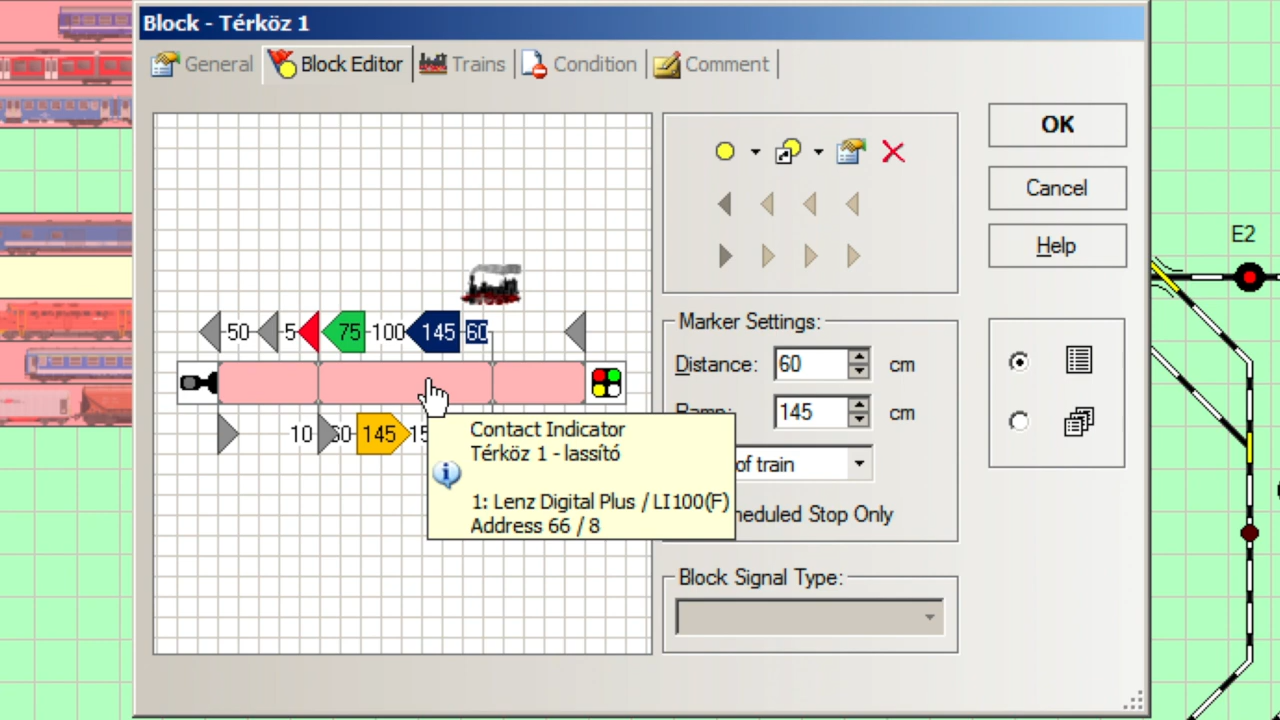 Block - Térköz 1
General
Block Editor
Trains
Condition
Comment
OK
Cancel
Help
E2
50 5 75 100 145 60
Marker Settings:
Distance: 60 cm
Ramp: 145 cm
10 60 145
Contact Indicator
Térköz 1 - lassító
1: Lenz Digital Plus / LI100(F)
Address 66 / 8
of train
heduled Stop Only
Block Signal Type: